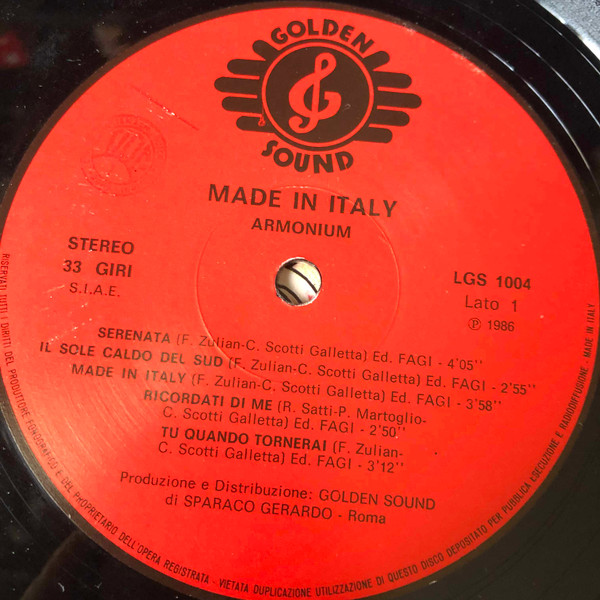 GOLDEN
SOUND
MADE IN ITALY
ARMONIUM
STEREO
33 GIRI
S.I.A.E.
LGS 1004
Lato 1
Ⓟ 1986
SERENATA (F. Zulian-C. Scotti Galletta) Ed. FAGI - 4'05''
IL SOLE CALDO DEL SUD (F. Zulian-C. Scotti Galletta) Ed. FAGI - 2'55''
MADE IN ITALY (F. Zulian-C. Scotti Galletta) Ed. FAGI - 3'58''
RICORDATI DI ME (R. Satti-P. Martoglio-
C. Scotti Galletta) Ed. FAGI - 2'50''
TU QUANDO TORNERAI (F. Zulian-
C. Scotti Galletta) Ed. FAGI - 3'12''
Produzione e Distribuzione: GOLDEN SOUND
di SPARACO GERARDO - Roma
RISERVATI TUTTI I DIRITTI DEL PRODUTTORE FONOGRAFICO E DEL PROPRIETARIO DELL'OPERA REGISTRATA - VIETATA DUPLICAZIONE UTILIZZAZIONE DI QUESTO DISCO DEPOSITATO PER PUBBLICA ESECUZIONE E RADIODIFFUSIONE - MADE IN ITALY